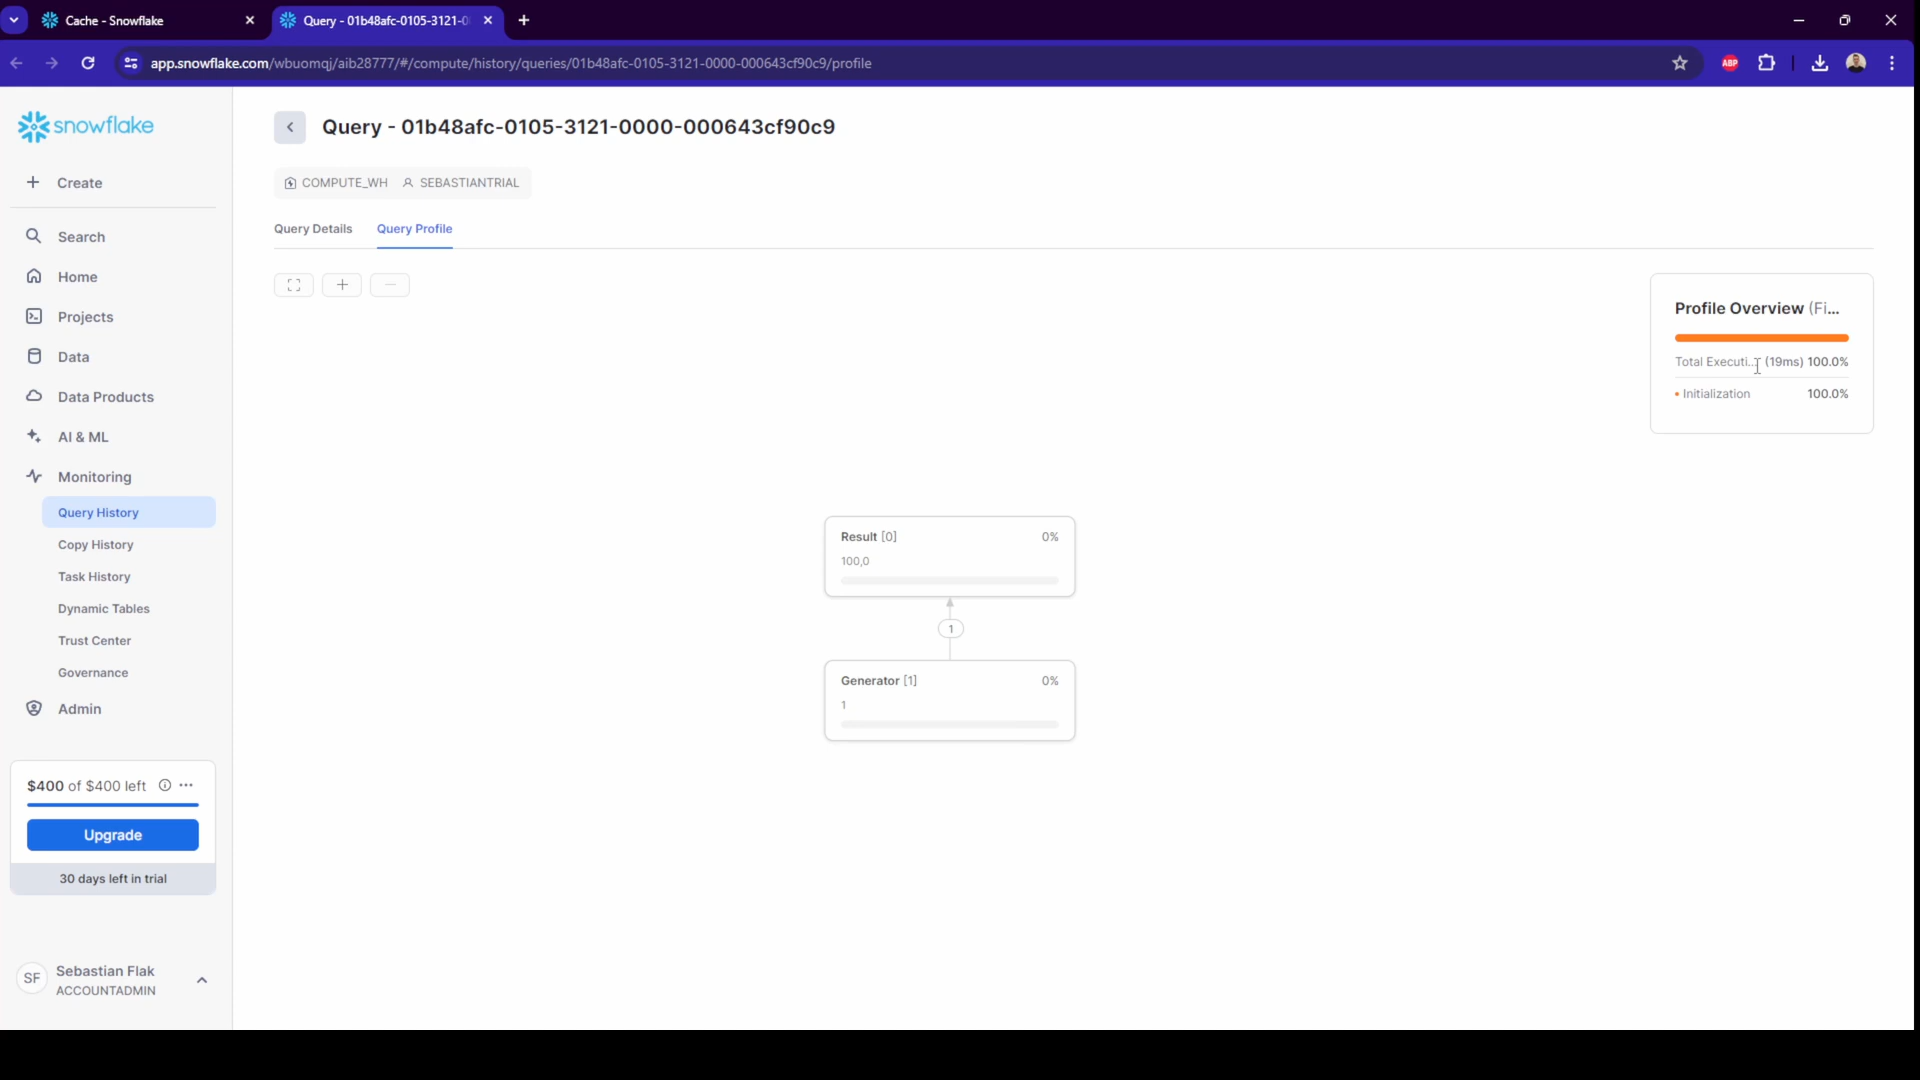 Cache - Snowflake
Query - 01b48afc-0105-3121-0
app.snowflake.com/wbuomqj/aib28777/#/compute/history/queries/01b48afc-0105-3121-0000-000643cf90c9/profile
ABP
snowflake
Create
Search
Home
Projects
Data
Data Products
AI & ML
Monitoring
Query History
Copy History
Task History
Dynamic Tables
Trust Center
Governance
Admin
$400 of $400 left
Upgrade
30 days left in trial
SF
Sebastian Flak
ACCOUNTADMIN
Query - 01b48afc-0105-3121-0000-000643cf90c9
COMPUTE_WH SEBASTIANTRIAL
Query Details Query Profile
Profile Overview (Fi...
Total Executi... (19ms) 100.0%
Initialization 100.0%
Result [0] 0%
100,0
1
Generator [1] 0%
1